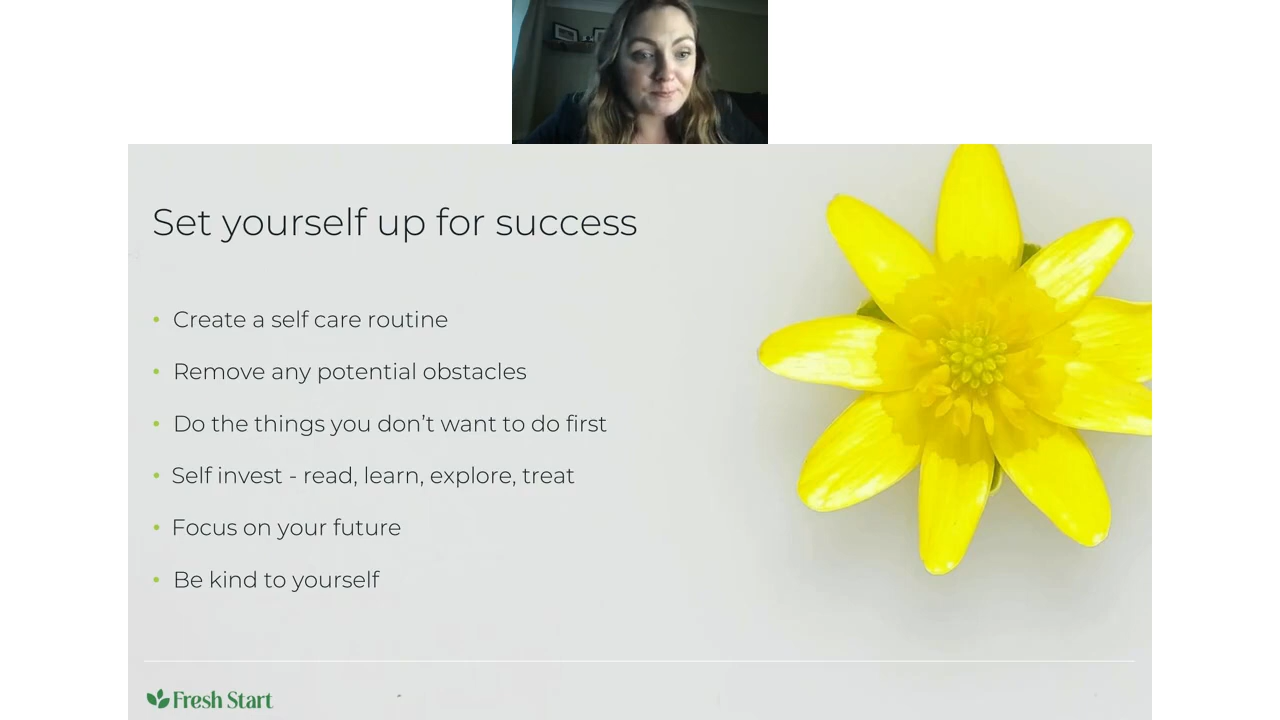 Set yourself up for success
• Create a self care routine
• Remove any potential obstacles
• Do the things you don’t want to do first
• Self invest - read, learn, explore, treat
• Focus on your future
• Be kind to yourself
Fresh Start